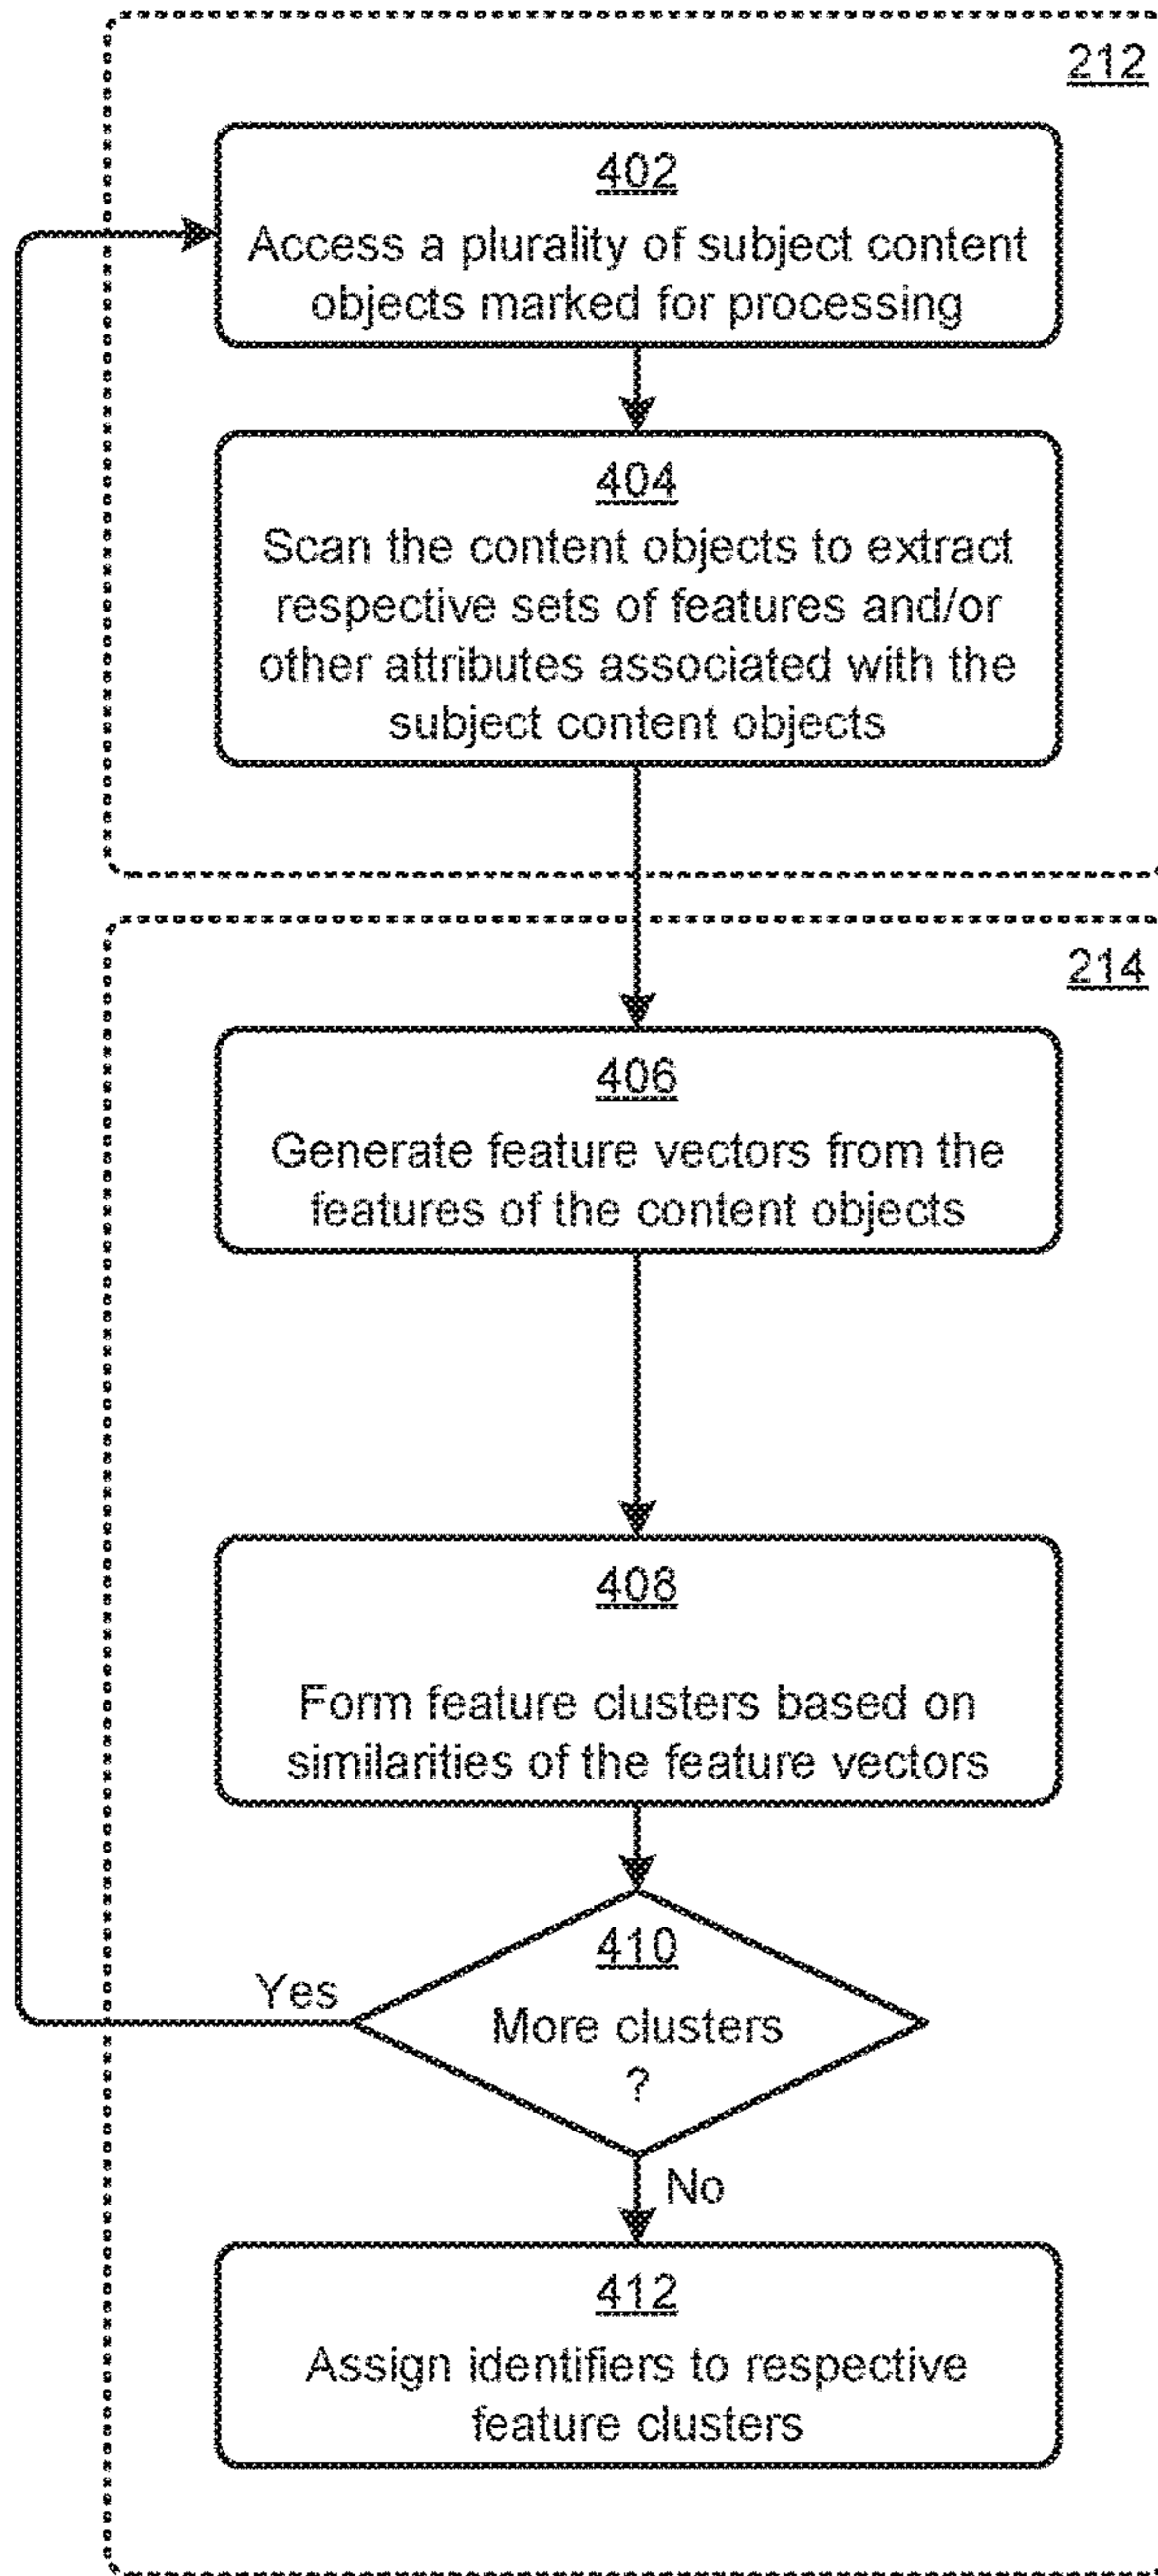 212
402
Access a plurality of subject content
objects marked for processing
404
Scan the content objects to extract
respective sets of features and/or
other attributes associated with the
subject content objects
214
406
Generate feature vectors from the
features of the content objects
408
Form feature clusters based on
similarities of the feature vectors
410
Yes
More clusters
?
No
412
Assign identifiers to respective
feature clusters